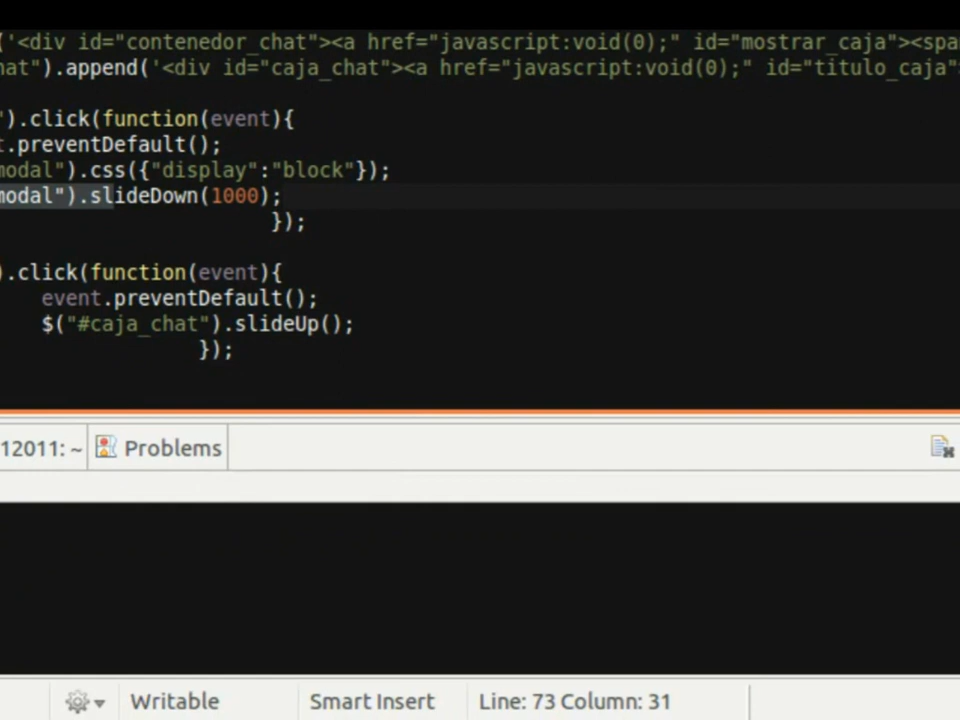 ('<div id="contenedor_chat"><a href="javascript:void(0);" id="mostrar_caja"><spa
hat").append('<div id="caja_chat"><a href="javascript:void(0);" id="titulo_caja"
").click(function(event){
t.preventDefault();
modal").css({"display":"block"});
modal").slideDown(1000);
});
).click(function(event){
event.preventDefault();
$("#caja_chat").slideUp();
});
12011: ~
Problems
Writable
Smart Insert
Line: 73 Column: 31